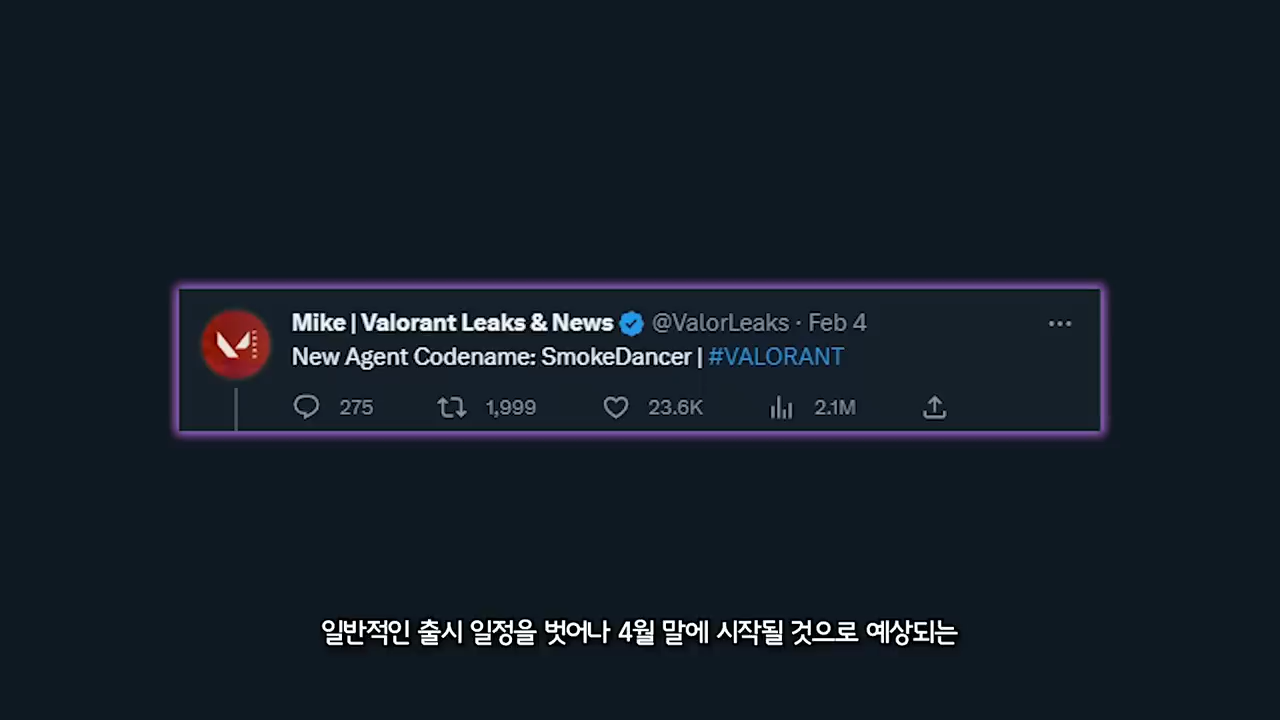 Mike | Valorant Leaks & News @ValorLeaks · Feb 4
New Agent Codename: SmokeDancer | #VALORANT
275 1,999 23.6K 2.1M
일반적인 출시 일정을 벗어나 4월 말에 시작될 것으로 예상되는